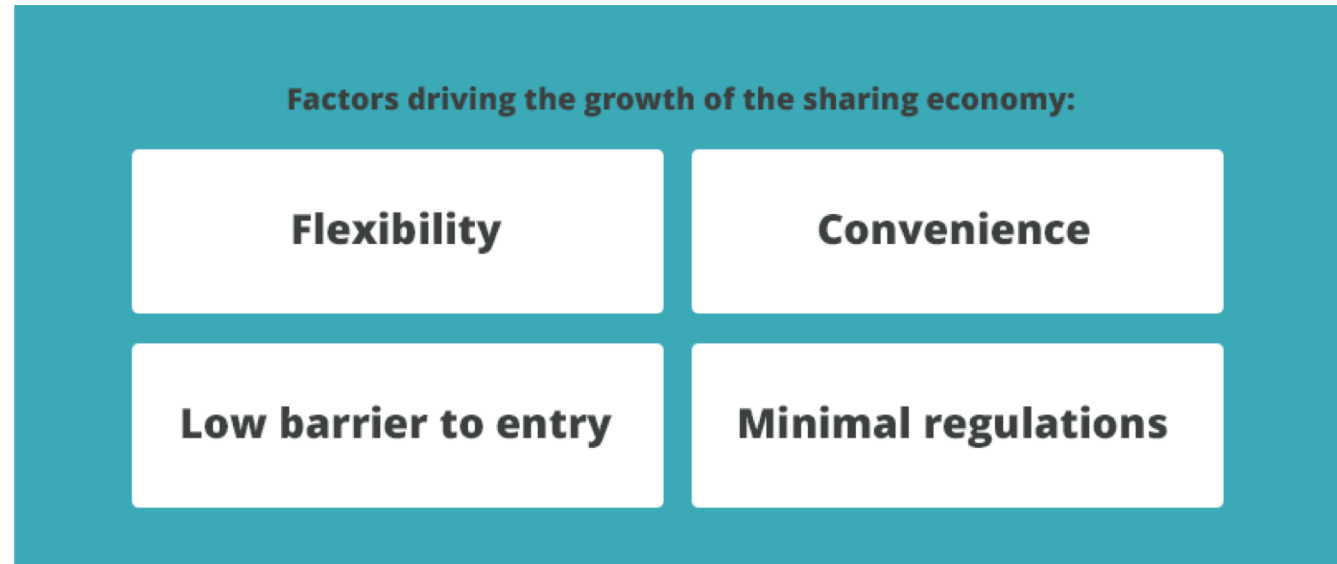 Factors driving the growth of the sharing economy:
Flexibility
Convenience
Low barrier to entry
Minimal regulations